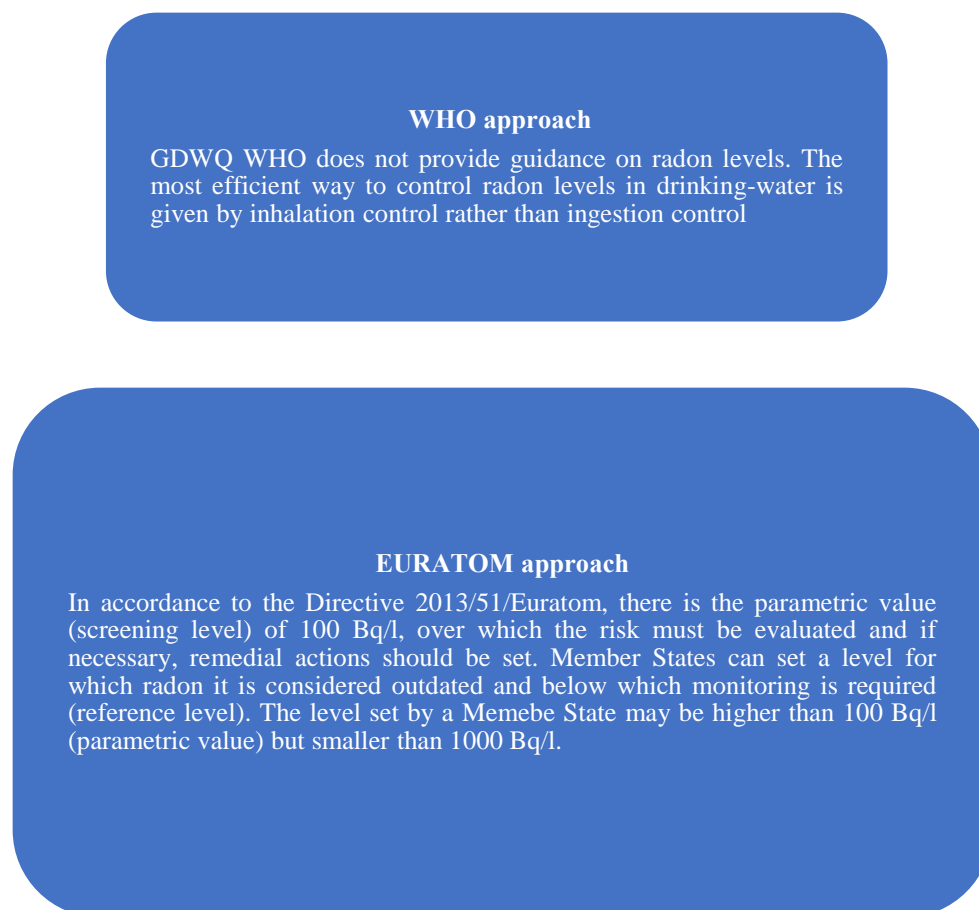 WHO approach
GDWQ WHO does not provide guidance on radon levels. The
most efficient way to control radon levels in drinking-water is
given by inhalation control rather than ingestion control
EURATOM approach
In accordance to the Directive 2013/51/Euratom, there is the parametric value
(screening level) of 100 Bq/l, over which the risk must be evaluated and if
necessary, remedial actions should be set. Member States can set a level for
which radon it is considered outdated and below which monitoring is required
(reference level). The level set by a Memebe State may be higher than 100 Bq/l
(parametric value) but smaller than 1000 Bq/l.